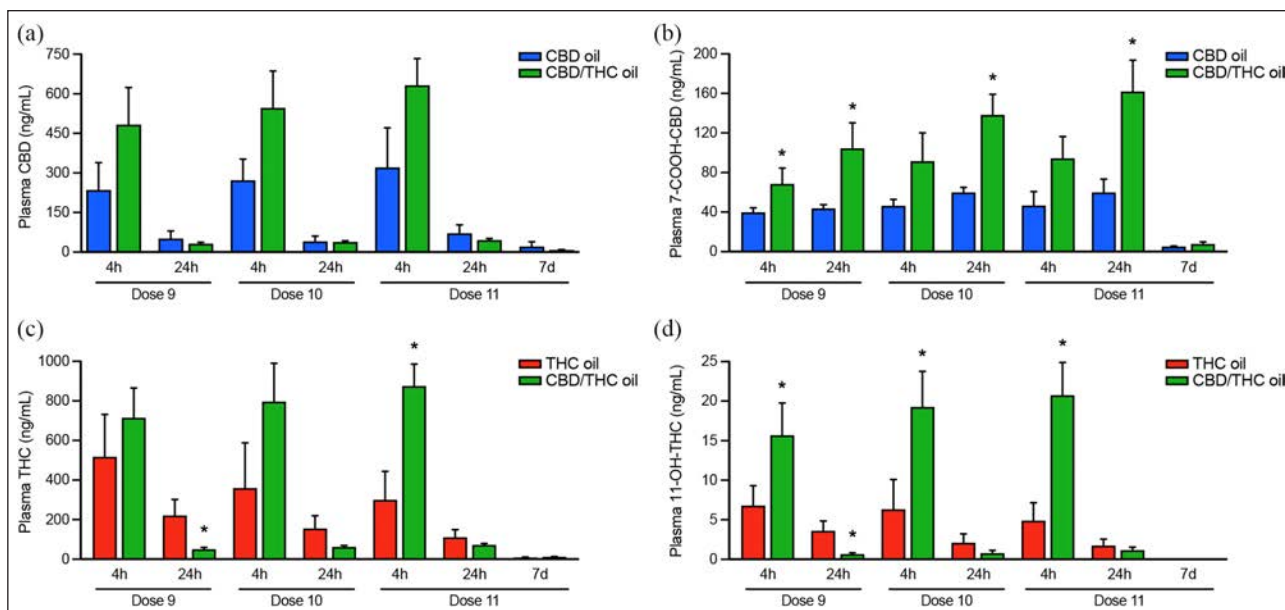 (a)
Plasma CBD (ng/mL)
750
600
450
300
150
0
CBD oil
CBD/THC oil
4h 24h 4h 24h 4h 24h 7d
Dose 9 Dose 10 Dose 11
(b)
Plasma 7-COOH-CBD (ng/mL)
200
160
120
80
40
0
CBD oil
CBD/THC oil
* * * *
4h 24h 4h 24h 4h 24h 7d
Dose 9 Dose 10 Dose 11
(c)
Plasma THC (ng/mL)
1000
800
600
400
200
0
THC oil
CBD/THC oil
* *
4h 24h 4h 24h 4h 24h 7d
Dose 9 Dose 10 Dose 11
(d)
Plasma 11-OH-THC (ng/mL)
25
20
15
10
5
0
THC oil
CBD/THC oil
* * * *
4h 24h 4h 24h 4h 24h 7d
Dose 9 Dose 10 Dose 11